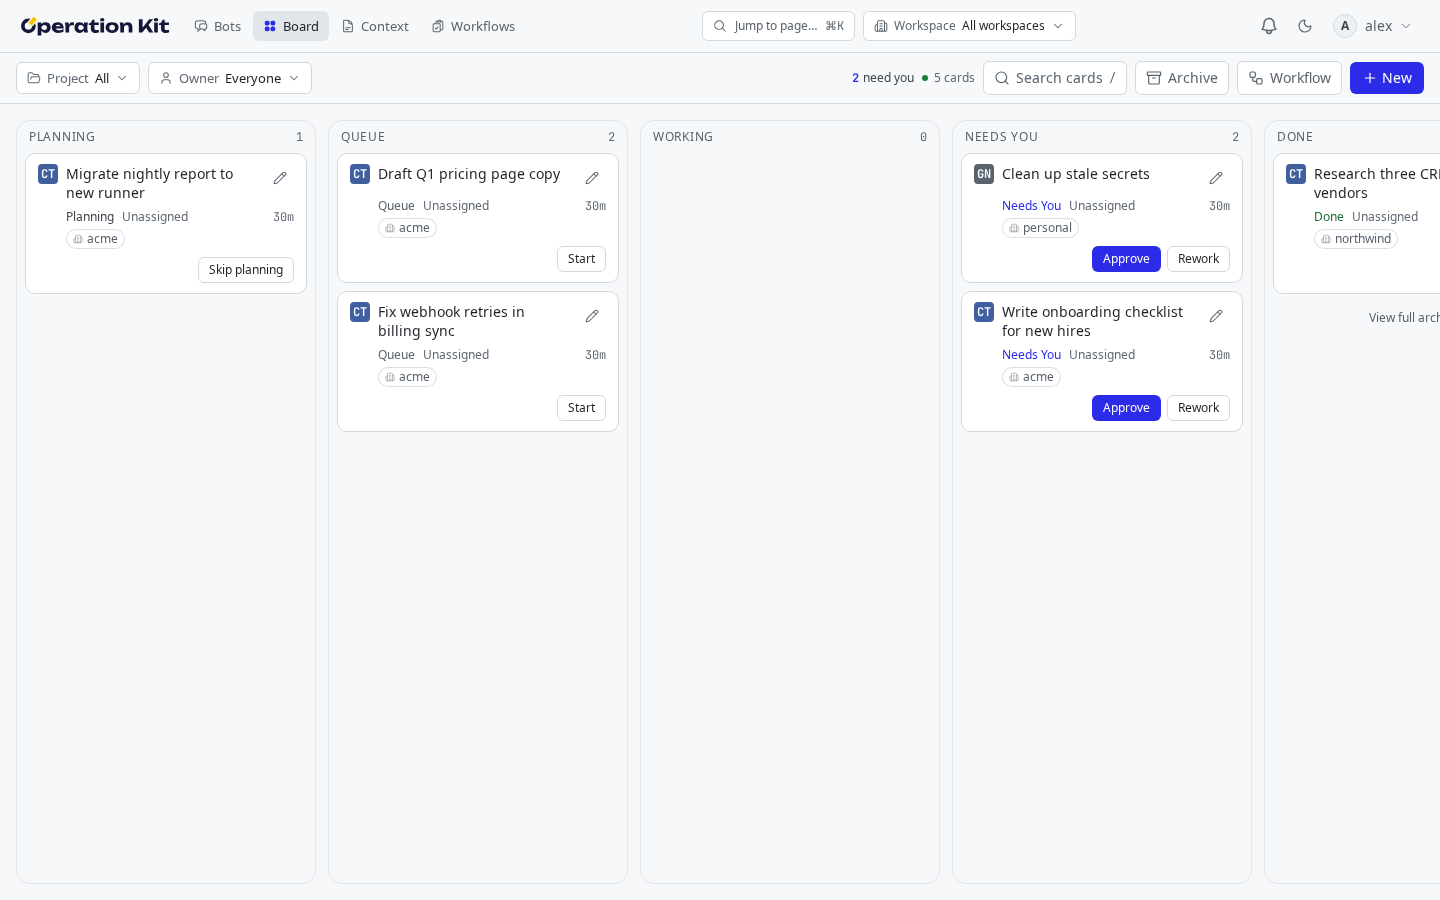 Operation Kit
Bots
Board
Context
Workflows
Jump to page... ⌘K
Workspace All workspaces
A alex
Project All
Owner Everyone
2 need you
5 cards
Search cards /
Archive
Workflow
+ New
PLANNING 1
CT Migrate nightly report to
new runner
Planning Unassigned 30m
acme
Skip planning
QUEUE 2
CT Draft Q1 pricing page copy
Queue Unassigned 30m
acme
Start
CT Fix webhook retries in
billing sync
Queue Unassigned 30m
acme
Start
WORKING 0
NEEDS YOU 2
GN Clean up stale secrets
Needs You Unassigned 30m
personal
Approve Rework
CT Write onboarding checklist
for new hires
Needs You Unassigned 30m
acme
Approve Rework
DONE
CT Research three
vendors
Done Unassigned
northwind
View full